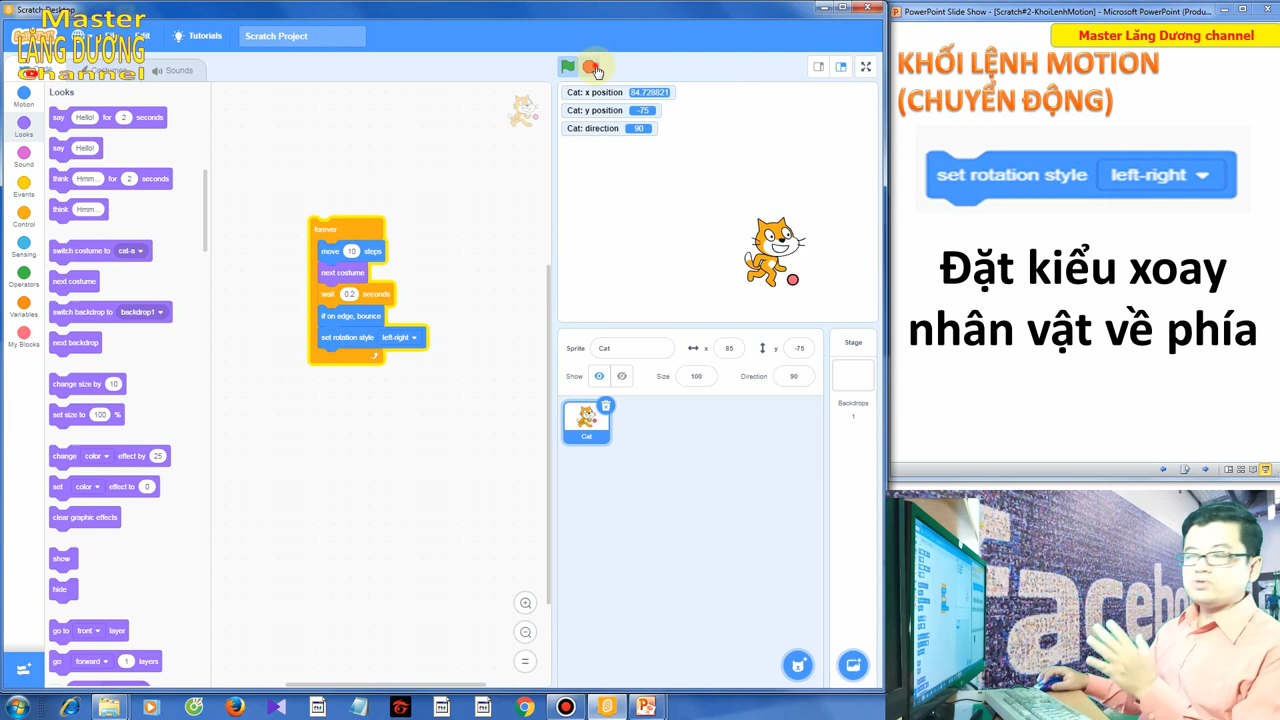 Scratch Desktop
Master
LĂNG DƯƠNG
Channel
Tutorials
Scratch Project
Sounds
Motion
Looks
Sound
Events
Control
Sensing
Operators
Variables
My Blocks
Looks
say Hello! for 2 seconds
say Hello!
think Hmm... for 2 seconds
think Hmm...
switch costume to cat-a
next costume
switch backdrop to backdrop1
next backdrop
change size by 10
set size to 100 %
change color effect by 25
set color effect to 0
clear graphic effects
show
hide
go to front layer
go forward 1 layers
forever
move 10 steps
next costume
wait 0.2 seconds
if on edge, bounce
set rotation style left-right
Cat: x position 84.728821
Cat: y position -75
Cat: direction 90
Sprite Cat x 85 y -75
Show Size 100 Direction 90
Cat
Stage
Backdrops
1
PowerPoint Slide Show - [Scratch#2-KhoiLenhMotion] - Microsoft PowerPoint (Produ...
Master Lăng Dương channel
KHỐI LỆNH MOTION
(CHUYỂN ĐỘNG)
set rotation style left-right
Đặt kiểu xoay
nhân vật về phía